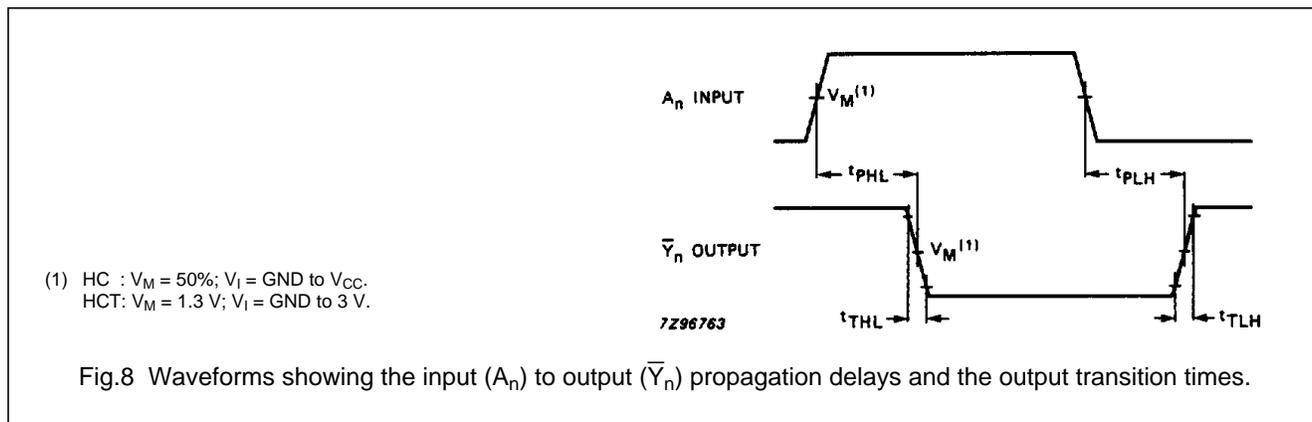 Aₙ INPUT
V_M⁽¹⁾
t_PHL
t_PLH
Y̅ₙ OUTPUT
V_M⁽¹⁾
(1) HC : V_M = 50%; V_I = GND to V_CC.
HCT: V_M = 1.3 V; V_I = GND to 3 V.
7Z96763
t_THL
t_TLH
Fig.8 Waveforms showing the input (Aₙ) to output (Y̅ₙ) propagation delays and the output transition times.